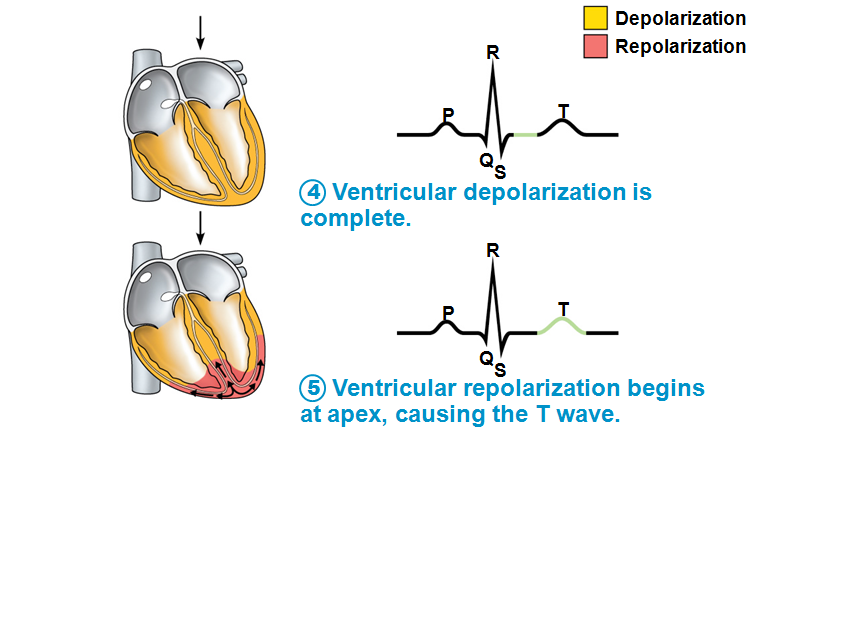 Depolarization
Repolarization
R
P
T
Q
S
④ Ventricular depolarization is
complete.
R
P
T
Q
S
⑤ Ventricular repolarization begins
at apex, causing the T wave.